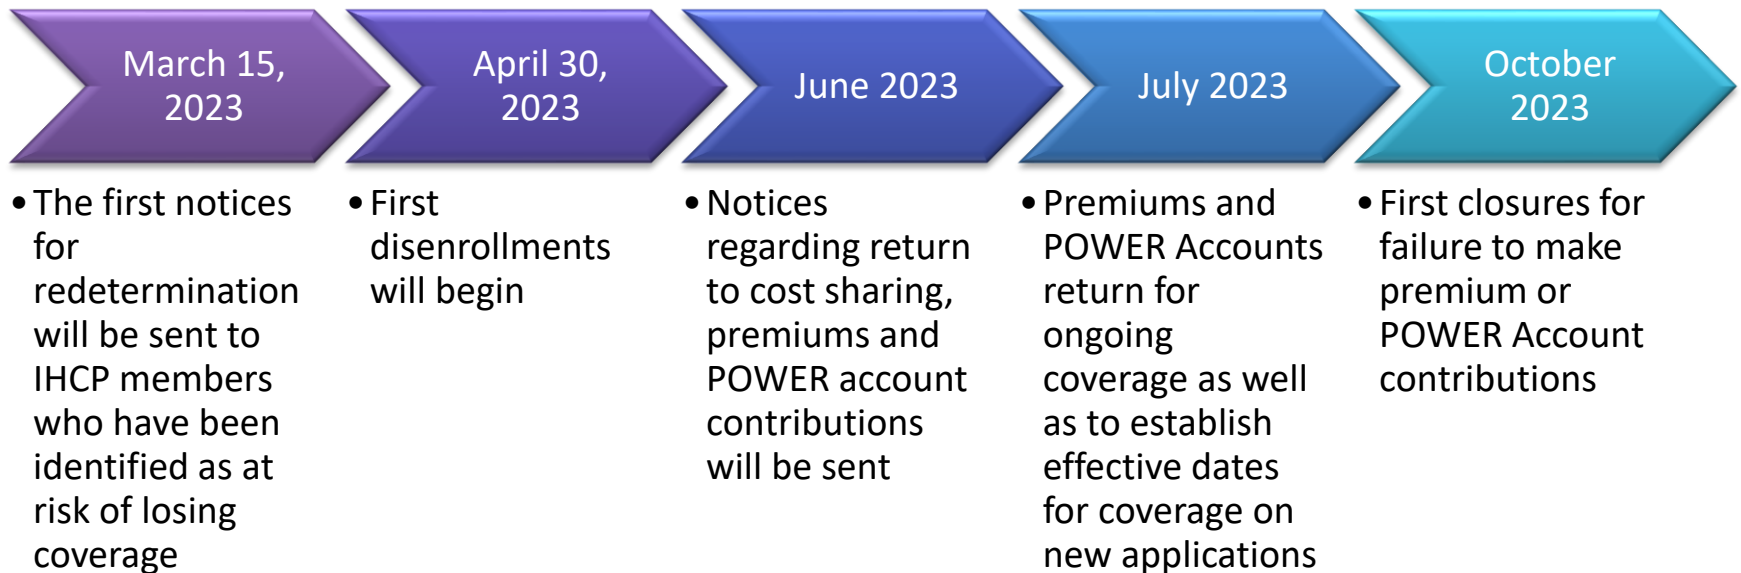 March 15,
2023
• The first notices
for
redetermination
will be sent to
IHCP members
who have been
identified as at
risk of losing
coverage
April 30,
2023
• First
disenrollments
will begin
June 2023
• Notices
regarding return
to cost sharing,
premiums and
POWER account
contributions
will be sent
July 2023
• Premiums and
POWER Accounts
return for
ongoing
coverage as well
as to establish
effective dates
for coverage on
new applications
October
2023
• First closures for
failure to make
premium or
POWER Account
contributions